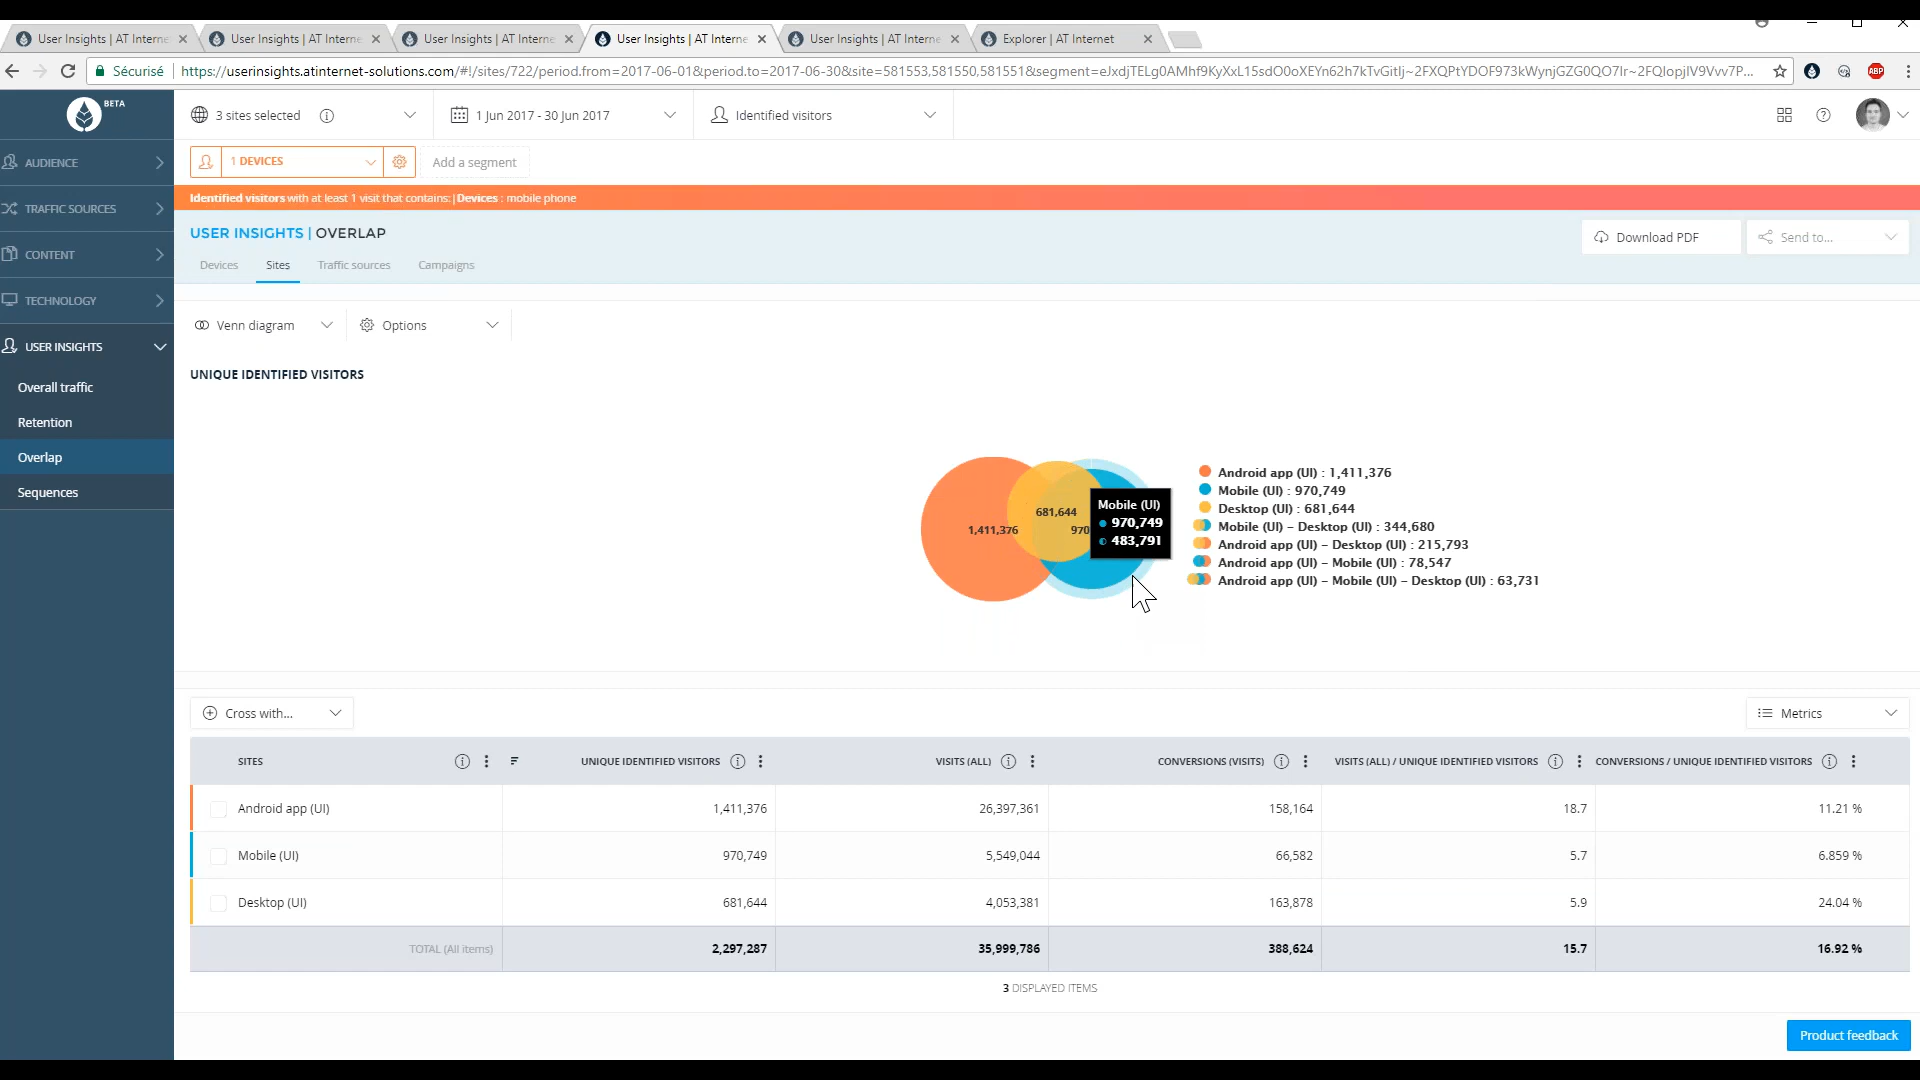 User Insights | AT Interne
User Insights | AT Interne
User Insights | AT Interne
User Insights | AT Interne
User Insights | AT Interne
Explorer | AT Internet
Sécurisé
https://userinsights.atinternet-solutions.com/#!/sites/722/period.from=2017-06-01&period.to=2017-06-30&site=581553,581550,581551&segment=eJxdjTELg0AMhf9KyXxL15sdO0oXEYn62h7kTvGitIj~2FXQPtYDOF973kWynjGZG0QO7Ir~2FQIopjIV9Vvv7P...
ABP
BETA
3 sites selected
1 Jun 2017 - 30 Jun 2017
Identified visitors
AUDIENCE
1 DEVICES
Add a segment
Identified visitors with at least 1 visit that contains: | Devices : mobile phone
TRAFFIC SOURCES
USER INSIGHTS | OVERLAP
Download PDF
Send to...
CONTENT
Devices
Sites
Traffic sources
Campaigns
TECHNOLOGY
Venn diagram
Options
USER INSIGHTS
UNIQUE IDENTIFIED VISITORS
Overall traffic
Retention
Overlap
Sequences
1,411,376
681,644
970
Mobile (UI)
970,749
483,791
Android app (UI) : 1,411,376
Mobile (UI) : 970,749
Desktop (UI) : 681,644
Mobile (UI) - Desktop (UI) : 344,680
Android app (UI) - Desktop (UI) : 215,793
Android app (UI) - Mobile (UI) : 78,547
Android app (UI) - Mobile (UI) - Desktop (UI) : 63,731
Cross with...
Metrics
SITES UNIQUE IDENTIFIED VISITORS VISITS (ALL) CONVERSIONS (VISITS) VISITS (ALL) / UNIQUE IDENTIFIED VISITORS CONVERSIONS / UNIQUE IDENTIFIED VISITORS
Android app (UI) 1,411,376 26,397,361 158,164 18.7 11.21 %
Mobile (UI) 970,749 5,549,044 66,582 5.7 6.859 %
Desktop (UI) 681,644 4,053,381 163,878 5.9 24.04 %
TOTAL (All items) 2,297,287 35,999,786 388,624 15.7 16.92 %
3 DISPLAYED ITEMS
Product feedback